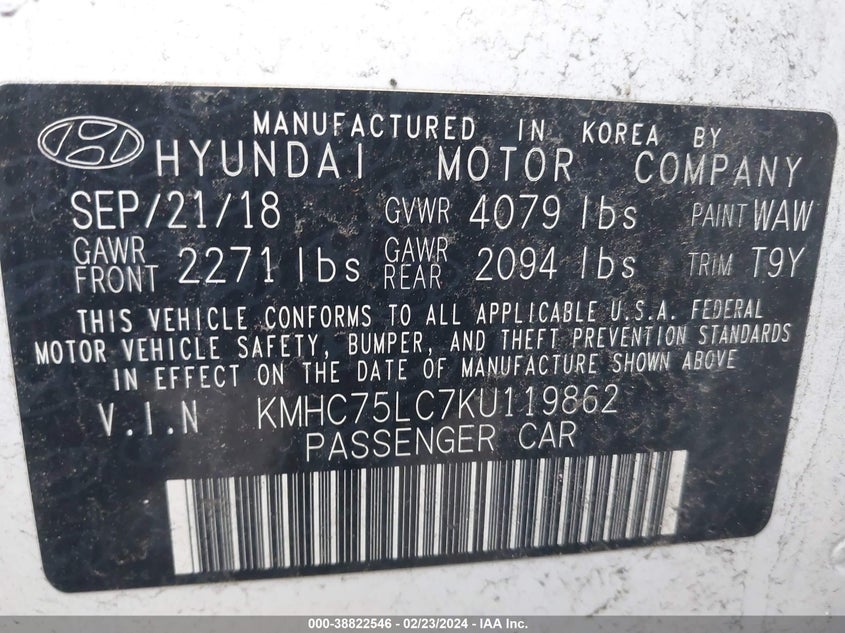 MANUFACTURED IN KOREA BY
HYUNDAI MOTOR COMPANY
SEP/21/18 GVWR 4079 lbs PAINT WAW
GAWR FRONT 2271 lbs GAWR REAR 2094 lbs TRIM T9Y
THIS VEHICLE CONFORMS TO ALL APPLICABLE U.S.A. FEDERAL
MOTOR VEHICLE SAFETY, BUMPER, AND THEFT PREVENTION STANDARDS
IN EFFECT ON THE DATE OF MANUFACTURE SHOWN ABOVE
V.I.N KMHC75LC7KU119862
PASSENGER CAR
000-38822546 - 02/23/2024 - IAA Inc.